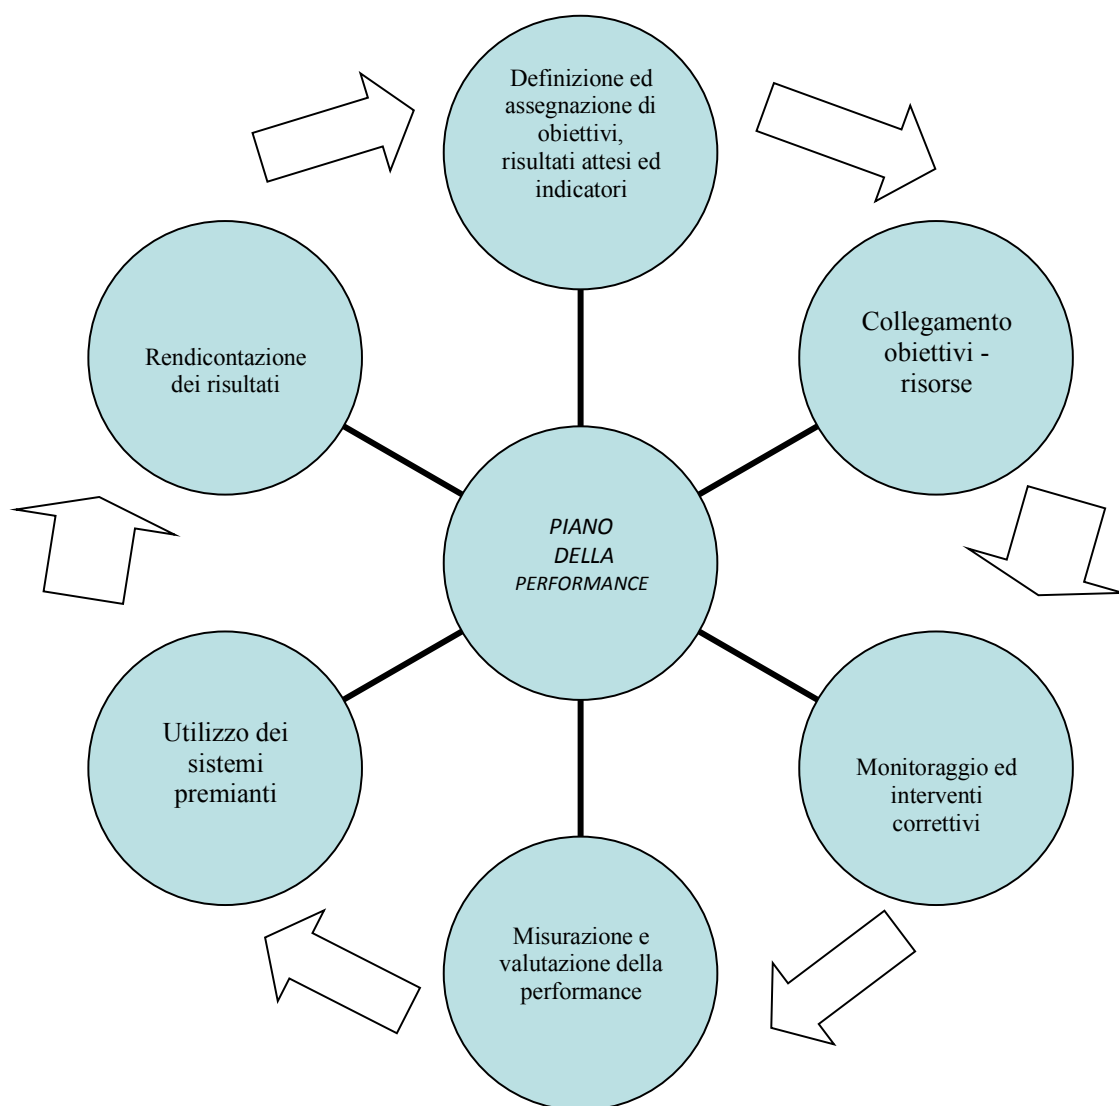 Definizione ed
assegnazione di
obiettivi,
risultati attesi ed
indicatori
Collegamento
obiettivi -
risorse
Monitoraggio ed
interventi
correttivi
Misurazione e
valutazione della
performance
Utilizzo dei
sistemi
premianti
Rendicontazione
dei risultati
PIANO
DELLA
PERFORMANCE